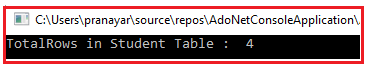 C:\Users\pranayar\source\repos\AdoNetConsoleApplication\.
TotalRows in Student Table :  4